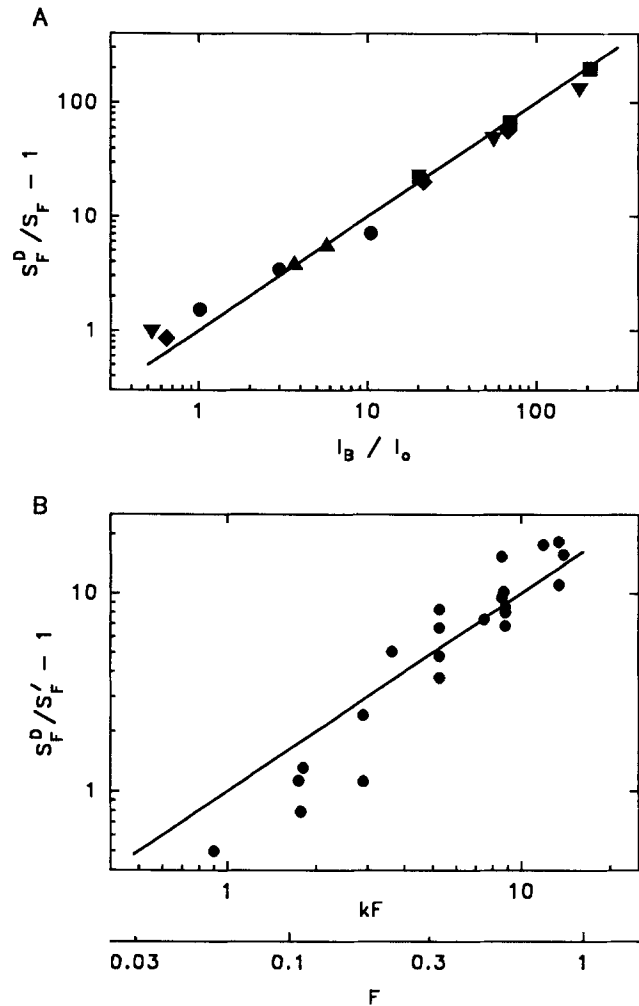 A
S_F^D/S_F − 1
100
10
1
1 10 100
I_B / I_o
B
S_F^D/S_F′ − 1
10
1
1 10
kF
0.03 0.1 0.3 1
F